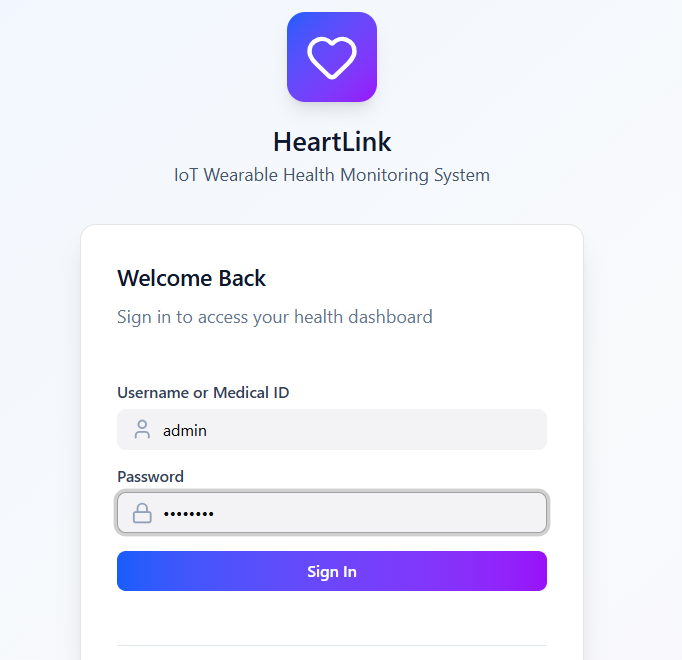 HeartLink
IoT Wearable Health Monitoring System
Welcome Back
Sign in to access your health dashboard
Username or Medical ID
admin
Password
••••••••
Sign In